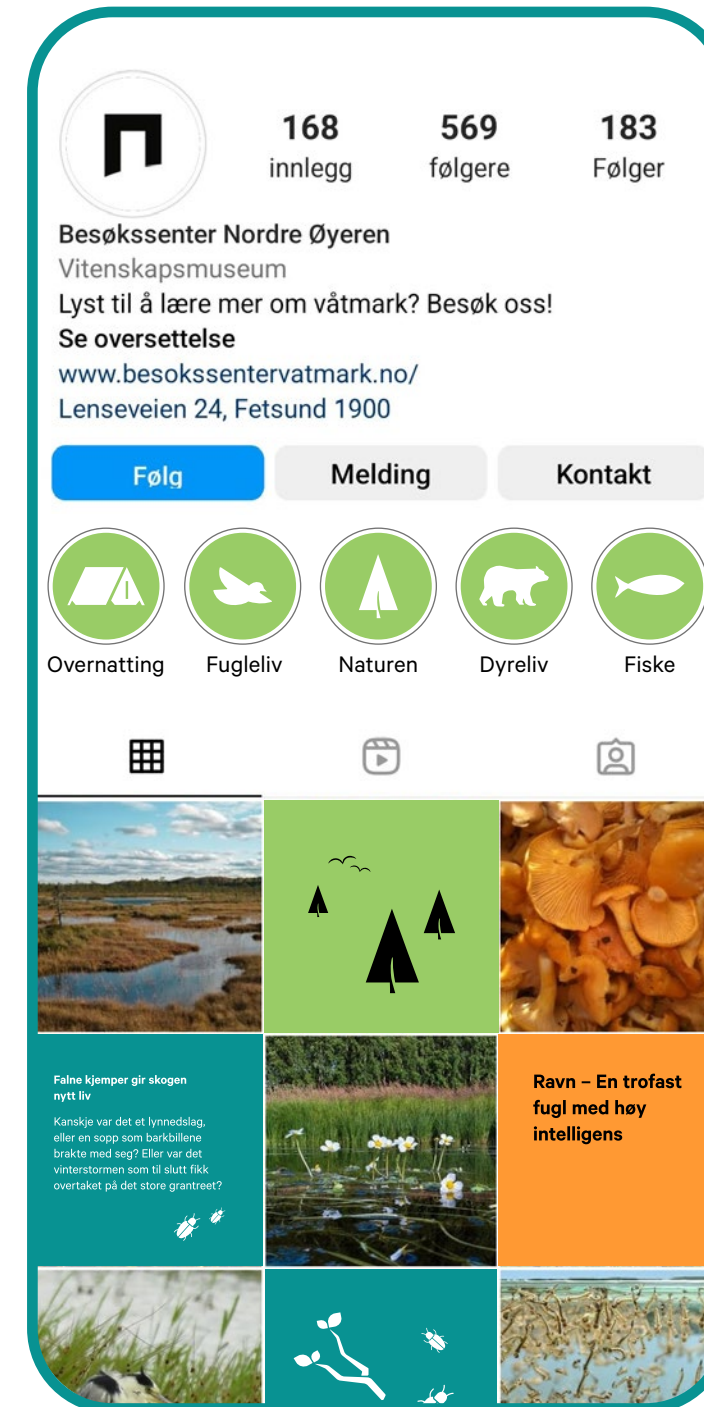 168
innlegg
569
følgere
183
Følger
Besøkssenter Nordre Øyeren
Vitenskapsmuseum
Lyst til å lære mer om våtmark? Besøk oss!
Se oversettelse
www.besokssentervatmark.no/
Lenseveien 24, Fetsund 1900
Følg
Melding
Kontakt
Overnatting
Fugleliv
Naturen
Dyreliv
Fiske
Falne kjemper gir skogen
nytt liv
Kanskje var det et lynnedslag,
eller en sopp som barkbillene
brakte med seg? Eller var det
vinterstormen som til slutt fikk
overtaket på det store grantreet?
Ravn – En trofast
fugl med høy
intelligens